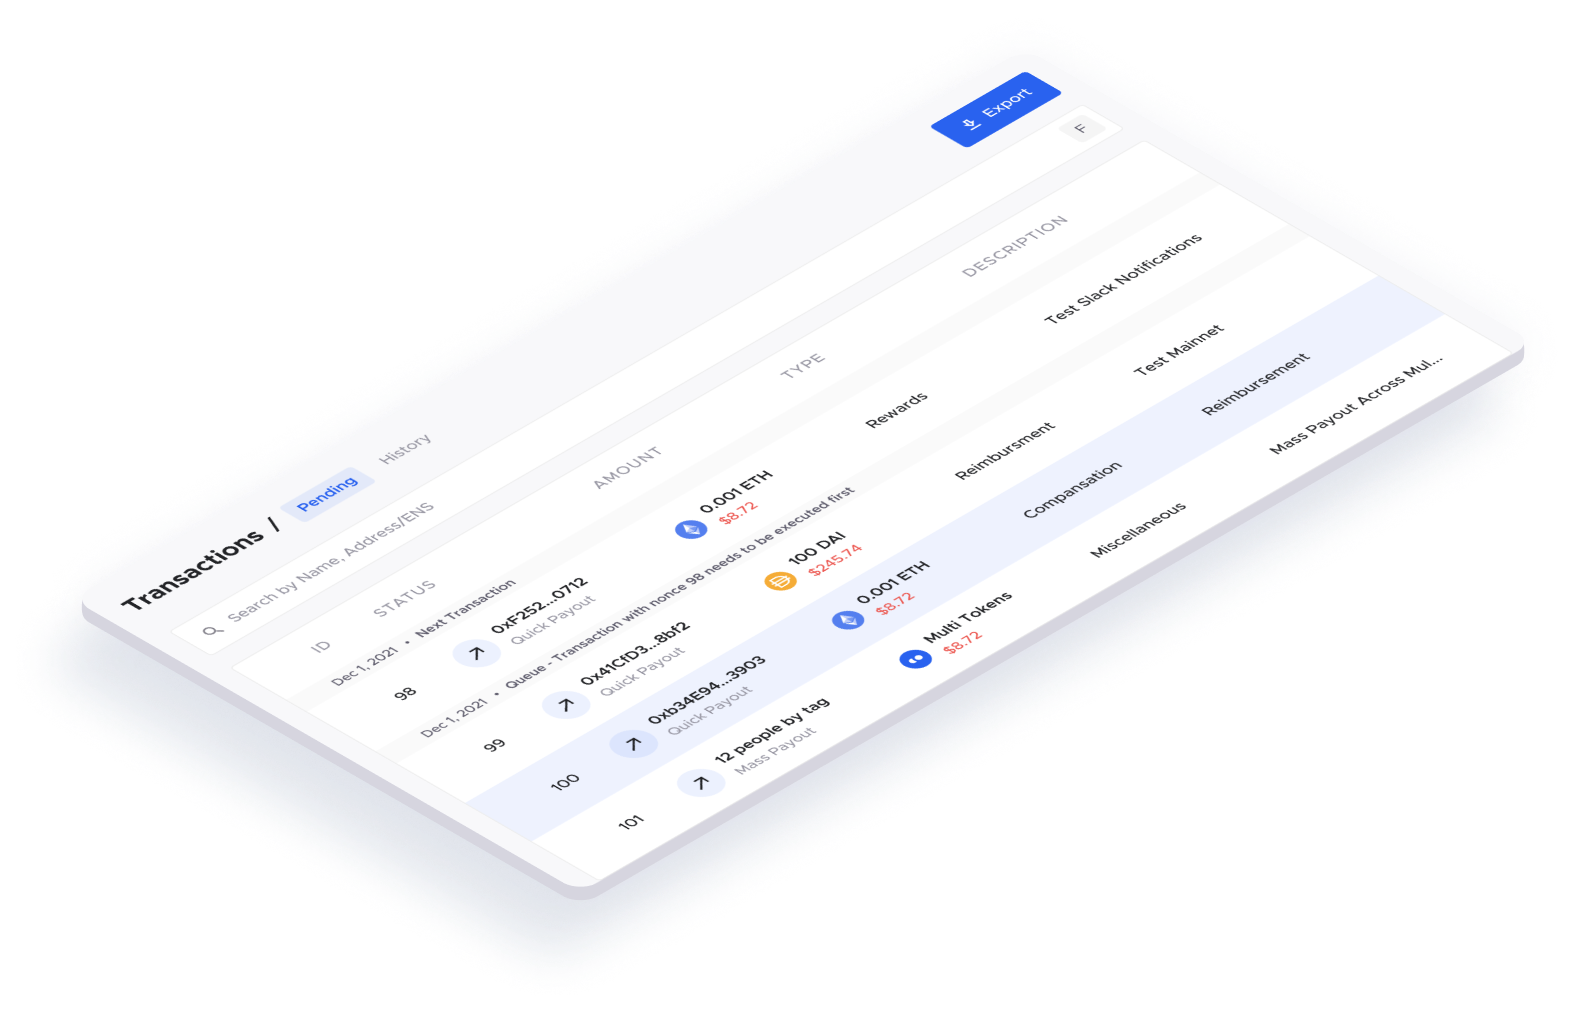 Export
Transactions / Pending History
Search by Name, Address/ENS F
ID STATUS AMOUNT TYPE DESCRIPTION
Dec 1, 2021 • Next Transaction
98 0xF252...0712 0.001 ETH Rewards Test Slack Notifications
Quick Payout $8.72
Dec 1, 2021 • Queue - Transaction with nonce 98 needs to be executed first
99 0x41CfD3...8bf2 100 DAI Reimbursment Test Mainnet
Quick Payout $245.74
100 0xb34E94...3903 0.001 ETH Compansation Reimbursement
Quick Payout $8.72
101 12 people by tag Multi Tokens Miscellaneous Mass Payout Across Mul...
Mass Payout $8.72